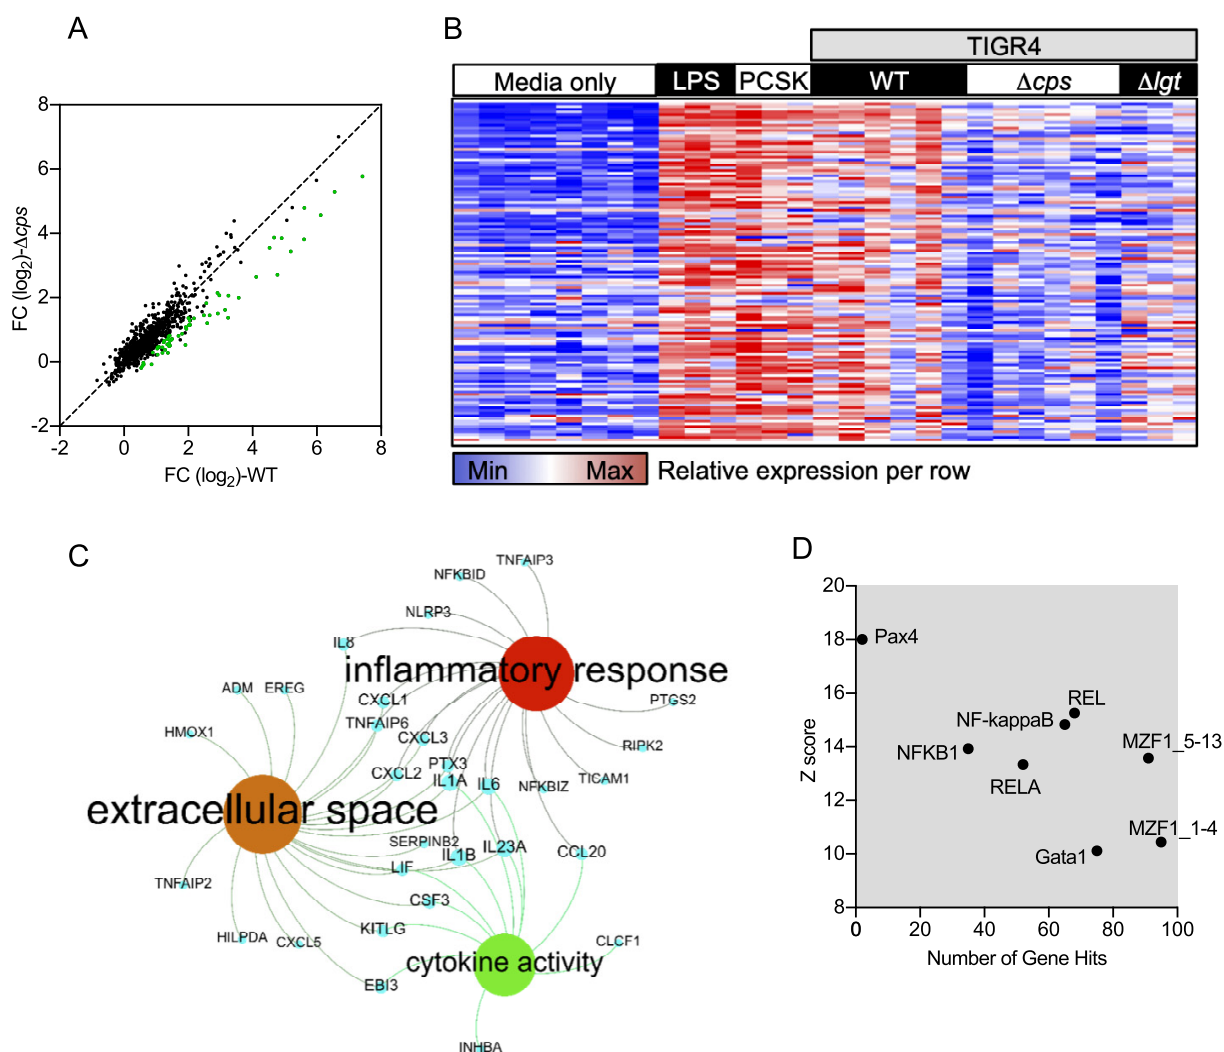 A
8
6
4
2
0
-2
-2
0
2
4
6
8
FC (log2)-Δcps
FC (log2)-WT
B
TIGR4
Media only
LPS
PCSK
WT
Δcps
Δlgt
Min
Max
Relative expression per row
C
TNFAIP3
NFKBID
NLRP3
IL8
inflammatory response
ADM
EREG
CXCL1
PTGS2
TNFAIP6
HMOX1
CXCL3
RIPK2
PTX3
CXCL2
IL1A
IL6
TICAM1
NFKBIZ
extracellular space
SERPINB2
IL1B
IL23A
CCL20
LIF
TNFAIP2
CSF3
KITLG
HILPDA
CXCL5
CLCF1
cytokine activity
EBI3
INHBA
D
20
18
16
14
12
10
8
Z score
Pax4
REL
NF-kappaB
NFKB1
MZF1_5-13
RELA
MZF1_1-4
Gata1
0
20
40
60
80
100
Number of Gene Hits